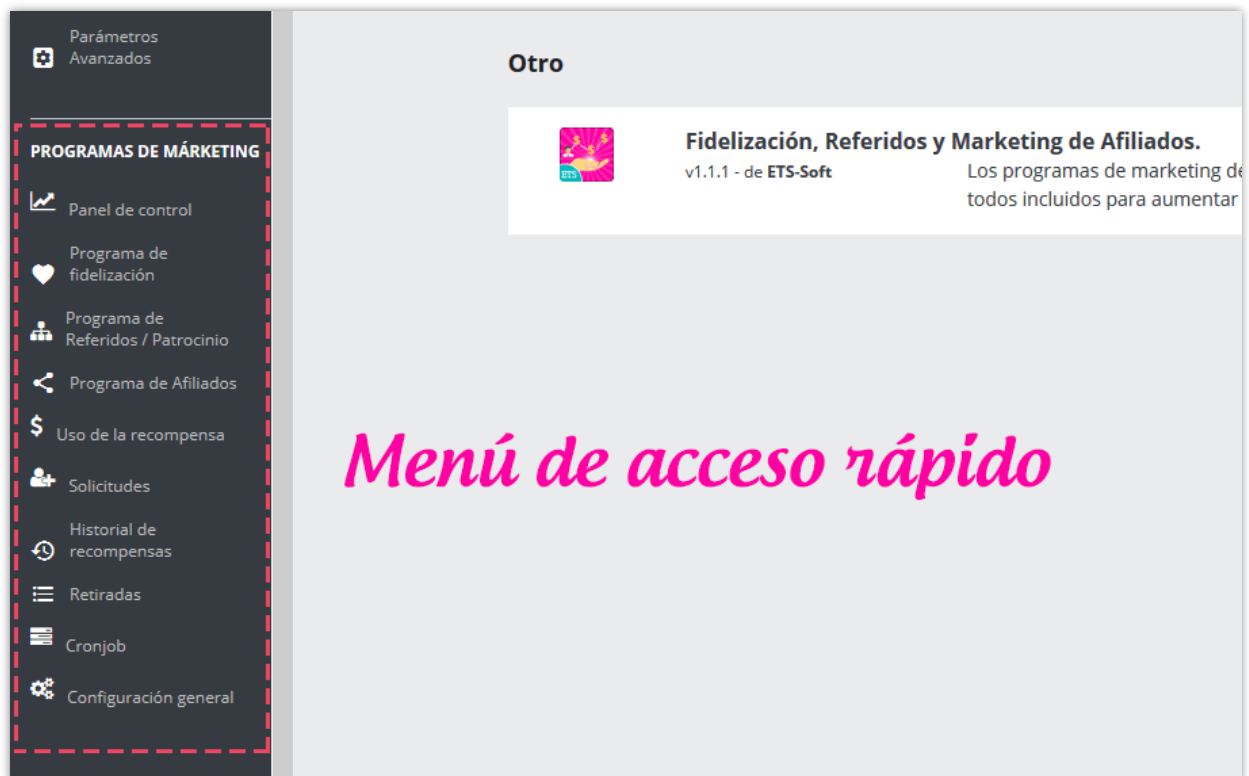 Parámetros
Avanzados
PROGRAMAS DE MÁRKETING
Panel de control
Programa de
fidelización
Programa de
Referidos / Patrocinio
Programa de Afiliados
Uso de la recompensa
Solicitudes
Historial de
recompensas
Retiradas
Cronjob
Configuración general
Otro
Fidelización, Referidos y Marketing de Afiliados.
v1.1.1 - de ETS-Soft
Los programas de marketing de
todos incluidos para aumentar
ETS
Menú de acceso rápido